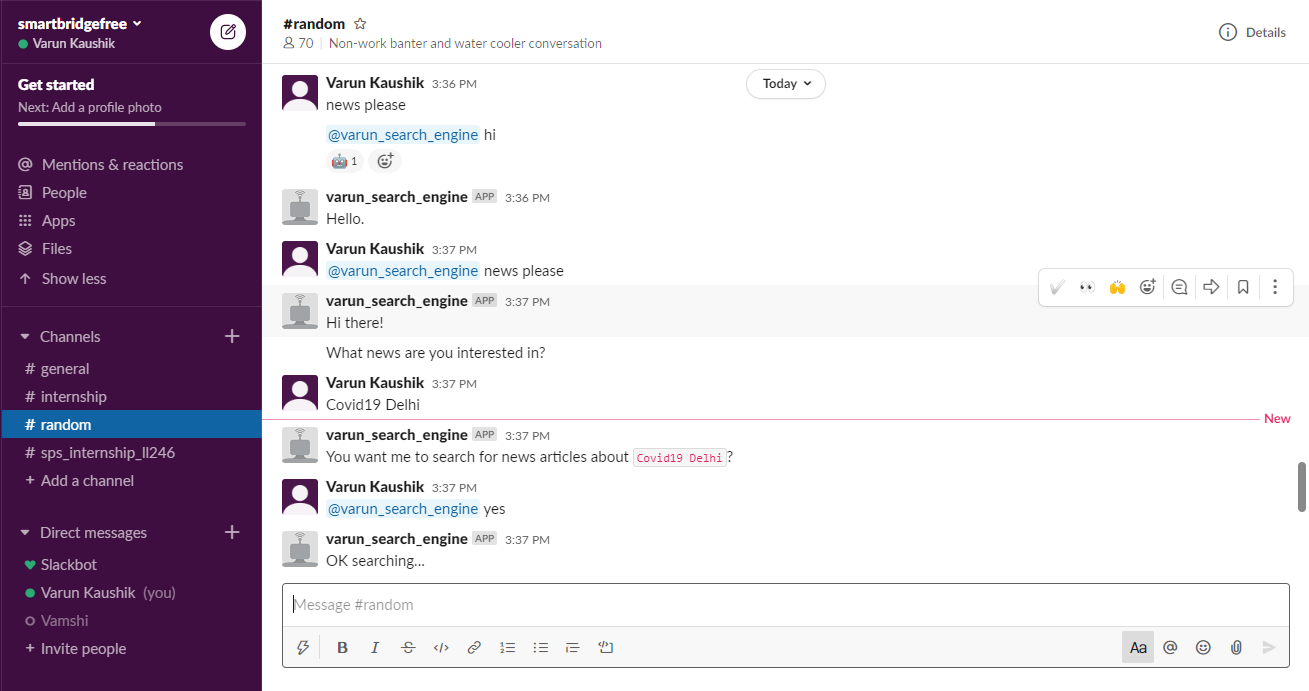 smartbridgefree
Varun Kaushik
Get started
Next: Add a profile photo
Mentions & reactions
People
Apps
Files
Show less
Channels
# general
# internship
# random
# sps_internship_ll246
+ Add a channel
Direct messages
Slackbot
Varun Kaushik (you)
Vamshi
+ Invite people
#random
70 | Non-work banter and water cooler conversation
Details
Today
Varun Kaushik 3:36 PM
news please
@varun_search_engine hi
1
varun_search_engine APP 3:36 PM
Hello.
Varun Kaushik 3:37 PM
@varun_search_engine news please
varun_search_engine APP 3:37 PM
Hi there!
What news are you interested in?
Varun Kaushik 3:37 PM
Covid19 Delhi
New
varun_search_engine APP 3:37 PM
You want me to search for news articles about Covid19 Delhi?
Varun Kaushik 3:37 PM
@varun_search_engine yes
varun_search_engine APP 3:37 PM
OK searching...
Message #random
B I S </> Aa @